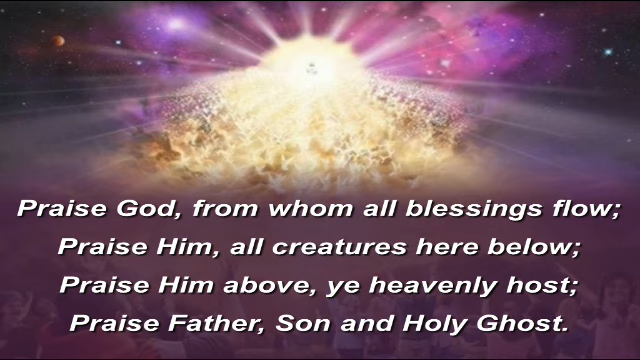 Praise God, from whom all blessings flow;
Praise Him, all creatures here below;
Praise Him above, ye heavenly host;
Praise Father, Son and Holy Ghost.